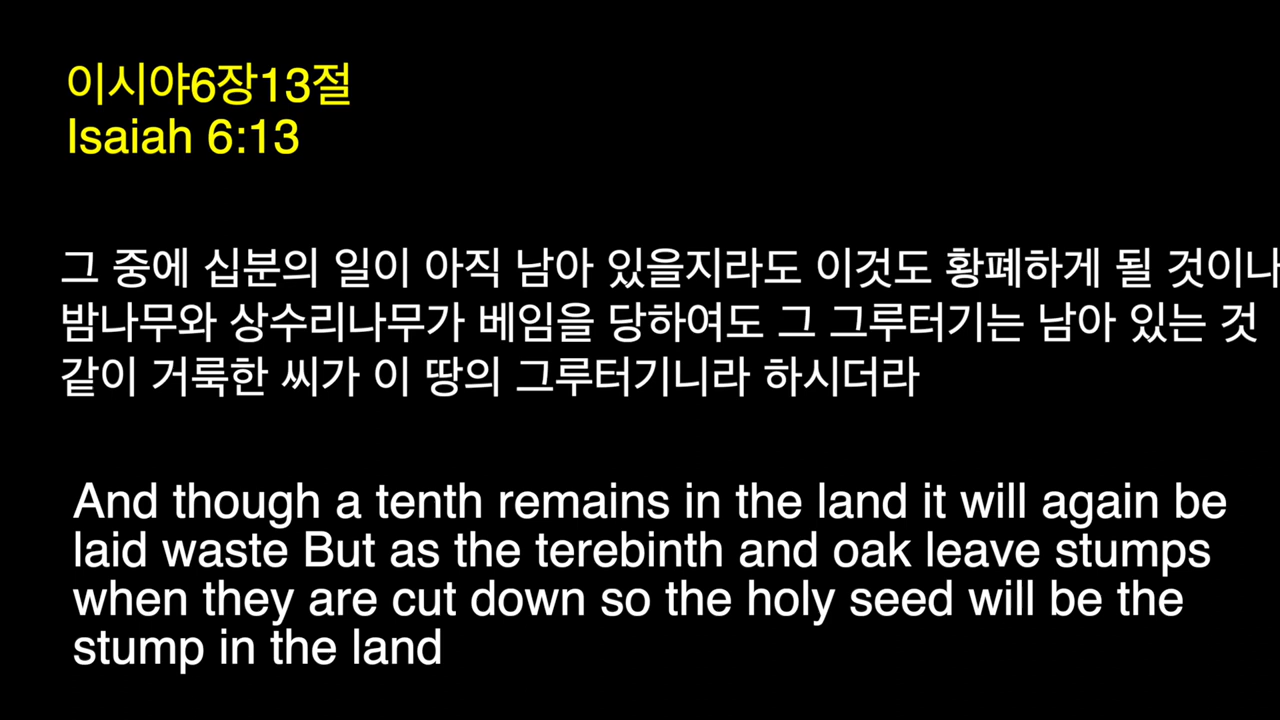 이시야6장13절
Isaiah 6:13
그 중에 십분의 일이 아직 남아 있을지라도 이것도 황폐하게 될 것이나
밤나무와 상수리나무가 베임을 당하여도 그 그루터기는 남아 있는 것
같이 거룩한 씨가 이 땅의 그루터기니라 하시더라
And though a tenth remains in the land it will again be
laid waste But as the terebinth and oak leave stumps
when they are cut down so the holy seed will be the
stump in the land